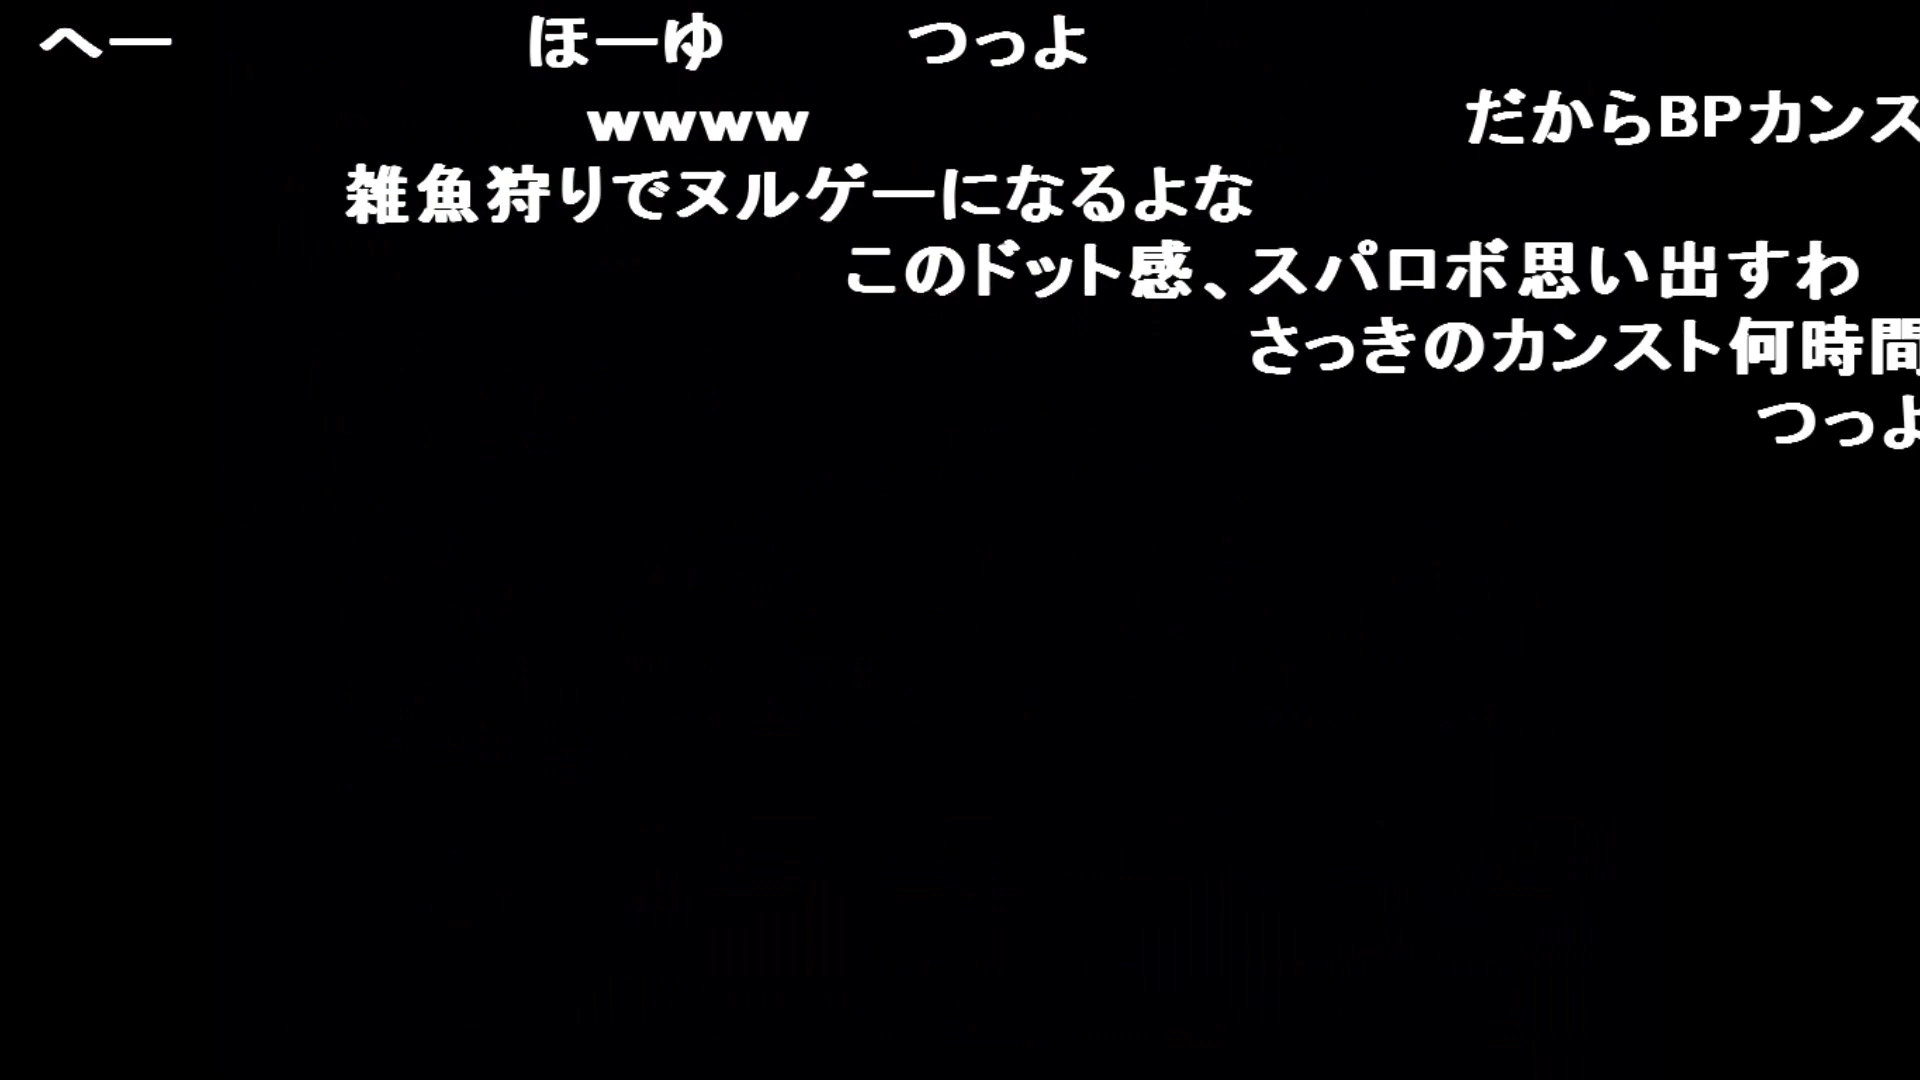 へー ほーゆ つっよ
wwww だからBPカンス
雑魚狩りでヌルゲーになるよな
このドット感、スパロボ思い出すわ
さっきのカンスト何時間
つっよ